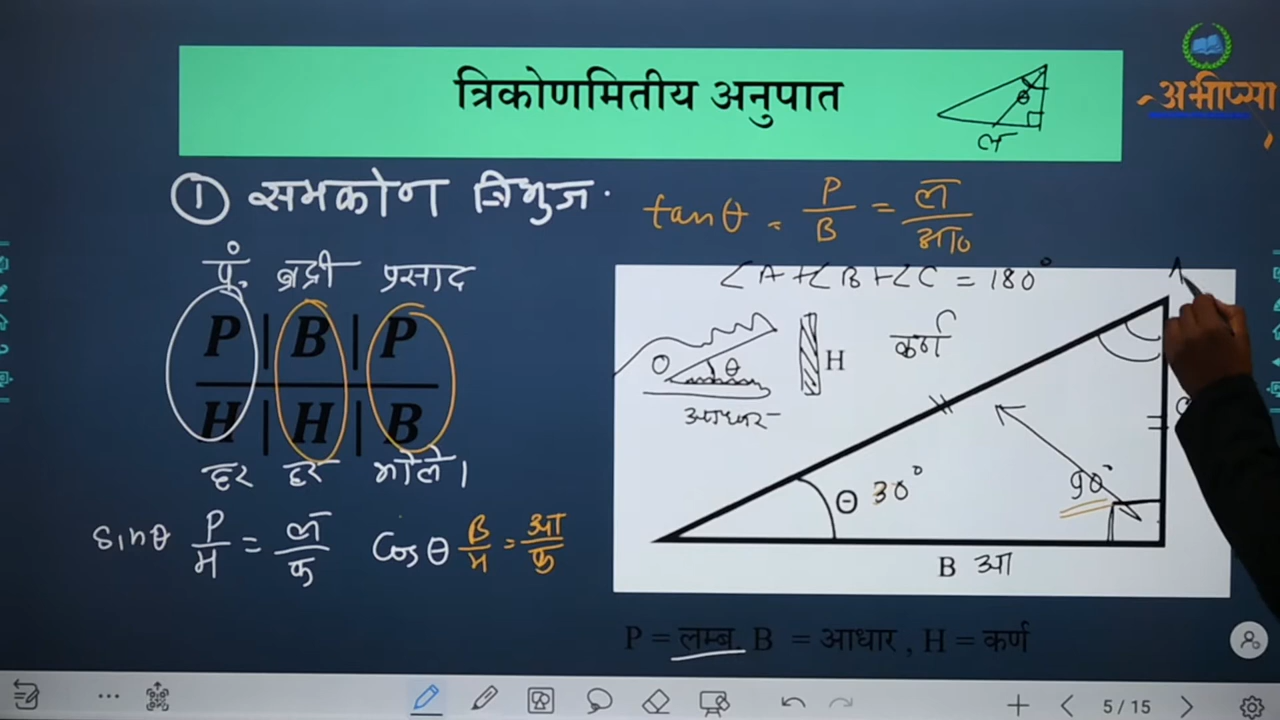 त्रिकोणमितीय अनुपात
θ
ल
अभीप्सा
① समकोण त्रिभुज.
tanθ = P/B = ल/आ०
पं. बद्री प्रसाद
P | B | P
H | H | B
हर हर भोले।
sinθ P/H = ल/क
cosθ B/H = आ/क
∠A+∠B+∠C = 180°
O θ
आधार
H कर्ण
θ 30°
90°
B आ
A
P = लम्ब. B = आधार , H = कर्ण
5/15